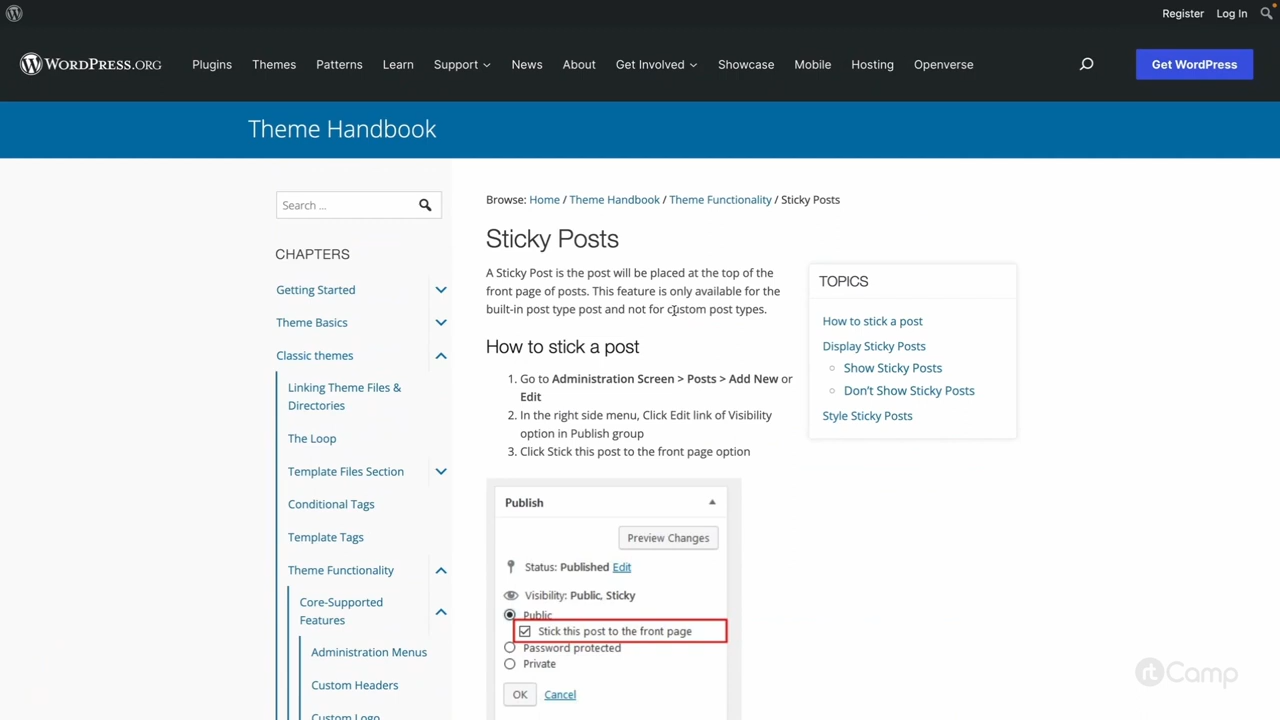 Register Log In
WORDPRESS.ORG Plugins Themes Patterns Learn Support News About Get Involved Showcase Mobile Hosting Openverse Get WordPress
Theme Handbook
Search ...
CHAPTERS
Getting Started
Theme Basics
Classic themes
Linking Theme Files &
Directories
The Loop
Template Files Section
Conditional Tags
Template Tags
Theme Functionality
Core-Supported
Features
Administration Menus
Custom Headers
Custom Logo
Browse: Home / Theme Handbook / Theme Functionality / Sticky Posts
Sticky Posts
A Sticky Post is the post will be placed at the top of the
front page of posts. This feature is only available for the
built-in post type post and not for custom post types.
How to stick a post
1. Go to Administration Screen > Posts > Add New or
Edit
2. In the right side menu, Click Edit link of Visibility
option in Publish group
3. Click Stick this post to the front page option
Publish
Preview Changes
Status: Published Edit
Visibility: Public, Sticky
Public
Stick this post to the front page
Password protected
Private
OK Cancel
TOPICS
How to stick a post
Display Sticky Posts
Show Sticky Posts
Don't Show Sticky Posts
Style Sticky Posts
rtCamp